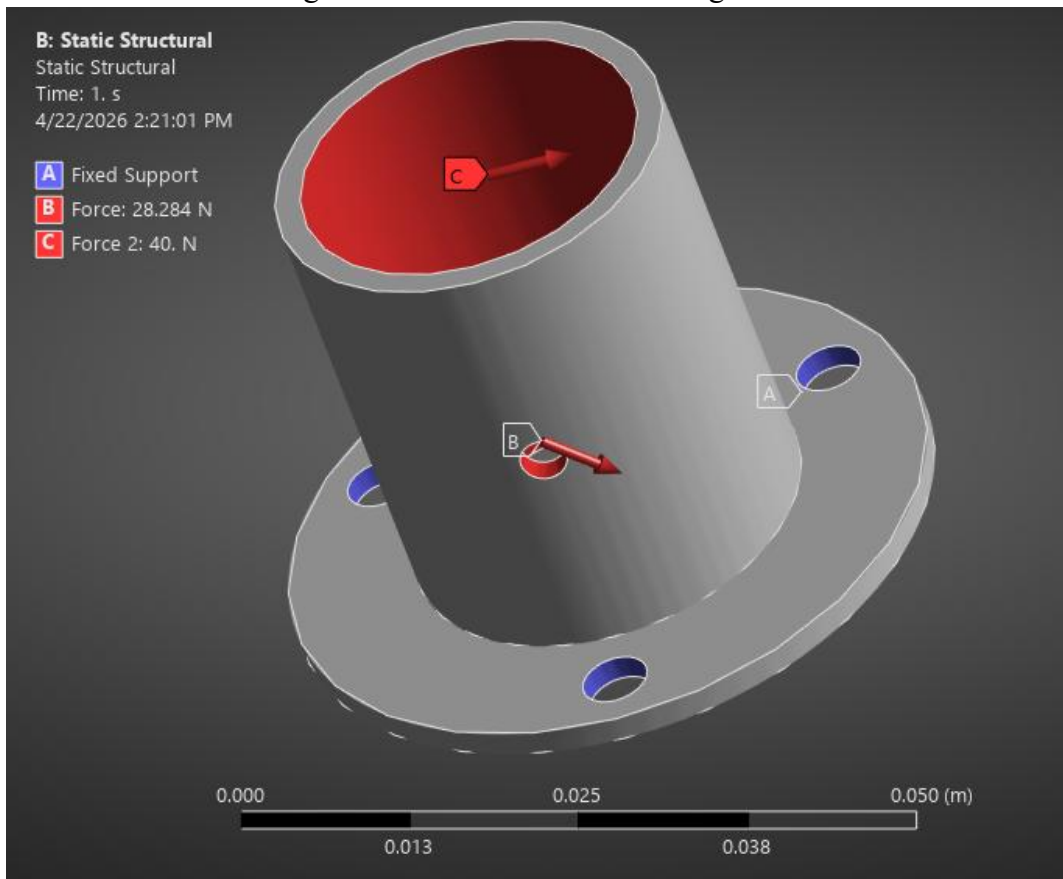 B: Static Structural
Static Structural
Time: 1. s
4/22/2026 2:21:01 PM
A Fixed Support
B Force: 28.284 N
C Force 2: 40. N
C
A
B
0.000 0.025 0.050 (m)
0.013 0.038